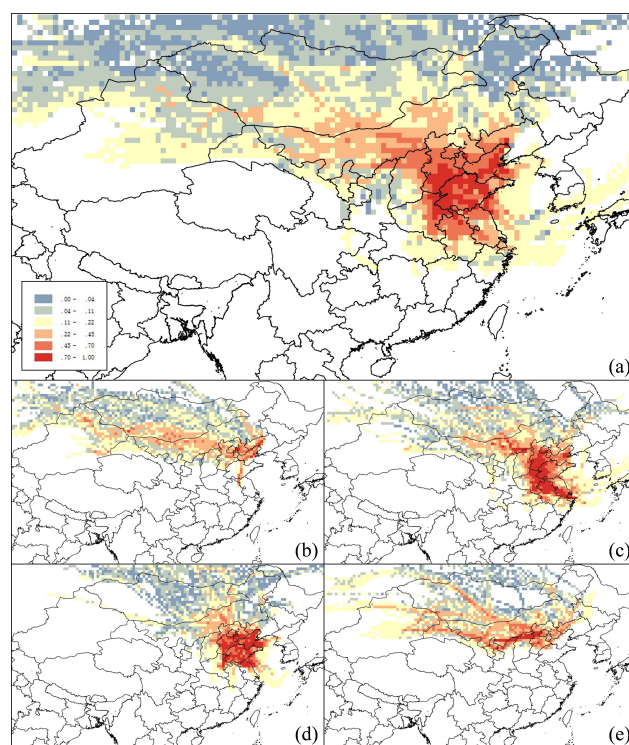 .00 - .04
.04 - .11
.11 - .22
.22 - .45
.45 - .70
.70 - 1.00
(a)
(b)
(c)
(d)
(e)